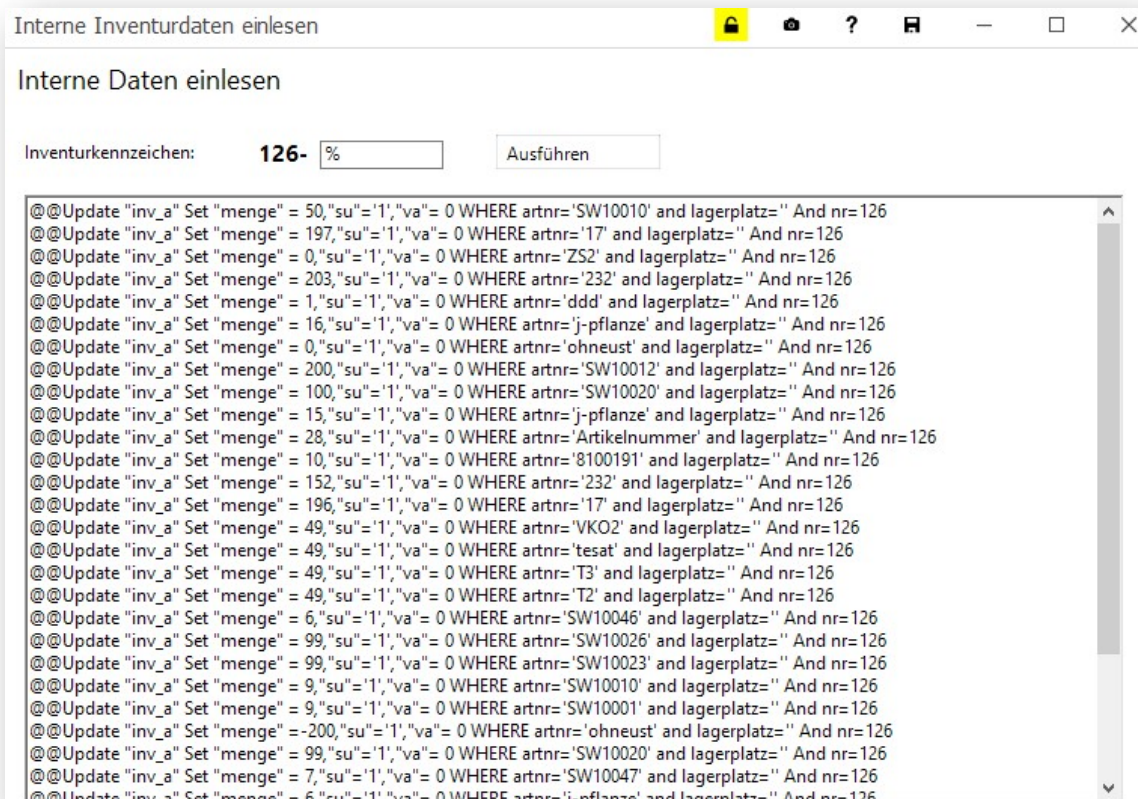 Interne Inventurdaten einlesen ?
Interne Daten einlesen
Inventurkennzeichen: 126- % Ausführen
@@Update "inv_a" Set "menge" = 50,"su"='1',"va"= 0 WHERE artnr='SW10010' and lagerplatz='' And nr=126
@@Update "inv_a" Set "menge" = 197,"su"='1',"va"= 0 WHERE artnr='17' and lagerplatz='' And nr=126
@@Update "inv_a" Set "menge" = 0,"su"='1',"va"= 0 WHERE artnr='ZS2' and lagerplatz='' And nr=126
@@Update "inv_a" Set "menge" = 203,"su"='1',"va"= 0 WHERE artnr='232' and lagerplatz='' And nr=126
@@Update "inv_a" Set "menge" = 1,"su"='1',"va"= 0 WHERE artnr='ddd' and lagerplatz='' And nr=126
@@Update "inv_a" Set "menge" = 16,"su"='1',"va"= 0 WHERE artnr='j-pflanze' and lagerplatz='' And nr=126
@@Update "inv_a" Set "menge" = 0,"su"='1',"va"= 0 WHERE artnr='ohneust' and lagerplatz='' And nr=126
@@Update "inv_a" Set "menge" = 200,"su"='1',"va"= 0 WHERE artnr='SW10012' and lagerplatz='' And nr=126
@@Update "inv_a" Set "menge" = 100,"su"='1',"va"= 0 WHERE artnr='SW10020' and lagerplatz='' And nr=126
@@Update "inv_a" Set "menge" = 15,"su"='1',"va"= 0 WHERE artnr='j-pflanze' and lagerplatz='' And nr=126
@@Update "inv_a" Set "menge" = 28,"su"='1',"va"= 0 WHERE artnr='Artikelnummer' and lagerplatz='' And nr=126
@@Update "inv_a" Set "menge" = 10,"su"='1',"va"= 0 WHERE artnr='8100191' and lagerplatz='' And nr=126
@@Update "inv_a" Set "menge" = 152,"su"='1',"va"= 0 WHERE artnr='232' and lagerplatz='' And nr=126
@@Update "inv_a" Set "menge" = 196,"su"='1',"va"= 0 WHERE artnr='17' and lagerplatz='' And nr=126
@@Update "inv_a" Set "menge" = 49,"su"='1',"va"= 0 WHERE artnr='VKO2' and lagerplatz='' And nr=126
@@Update "inv_a" Set "menge" = 49,"su"='1',"va"= 0 WHERE artnr='tesat' and lagerplatz='' And nr=126
@@Update "inv_a" Set "menge" = 49,"su"='1',"va"= 0 WHERE artnr='T3' and lagerplatz='' And nr=126
@@Update "inv_a" Set "menge" = 49,"su"='1',"va"= 0 WHERE artnr='T2' and lagerplatz='' And nr=126
@@Update "inv_a" Set "menge" = 6,"su"='1',"va"= 0 WHERE artnr='SW10046' and lagerplatz='' And nr=126
@@Update "inv_a" Set "menge" = 99,"su"='1',"va"= 0 WHERE artnr='SW10026' and lagerplatz='' And nr=126
@@Update "inv_a" Set "menge" = 99,"su"='1',"va"= 0 WHERE artnr='SW10023' and lagerplatz='' And nr=126
@@Update "inv_a" Set "menge" = 9,"su"='1',"va"= 0 WHERE artnr='SW10010' and lagerplatz='' And nr=126
@@Update "inv_a" Set "menge" = 9,"su"='1',"va"= 0 WHERE artnr='SW10001' and lagerplatz='' And nr=126
@@Update "inv_a" Set "menge" =-200,"su"='1',"va"= 0 WHERE artnr='ohneust' and lagerplatz='' And nr=126
@@Update "inv_a" Set "menge" = 99,"su"='1',"va"= 0 WHERE artnr='SW10020' and lagerplatz='' And nr=126
@@Update "inv_a" Set "menge" = 7,"su"='1',"va"= 0 WHERE artnr='SW10047' and lagerplatz='' And nr=126
@@Update "inv_a" Set "menge" = 6,"su"='1',"va"= 0 WHERE artnr='j-pflanze' and lagerplatz='' And nr=126